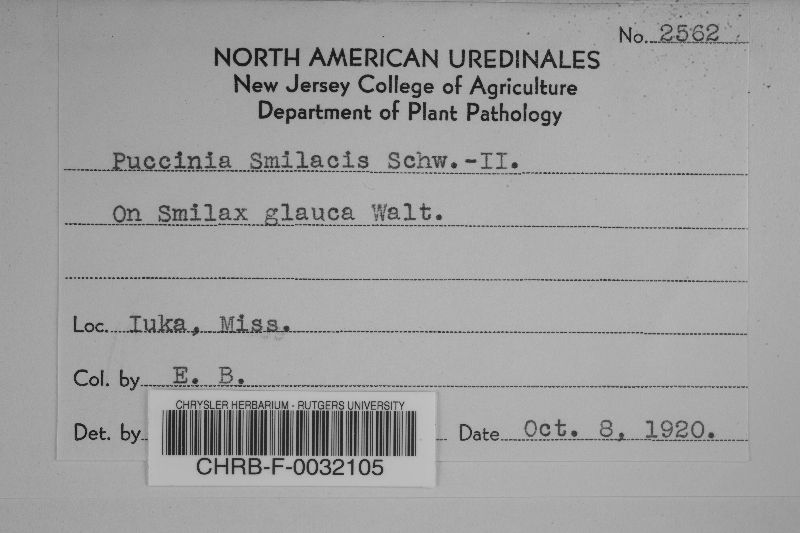 No. 2562
NORTH AMERICAN UREDINALES
New Jersey College of Agriculture
Department of Plant Pathology
Puccinia Smilacis Schw.-II.
On Smilax glauca Walt.
Loc. Iuka, Miss.
Col. by E. B.
Det. by
Date Oct. 8, 1920.
CHRYSLER HERBARIUM - RUTGERS UNIVERSITY
CHRB-F-0032105